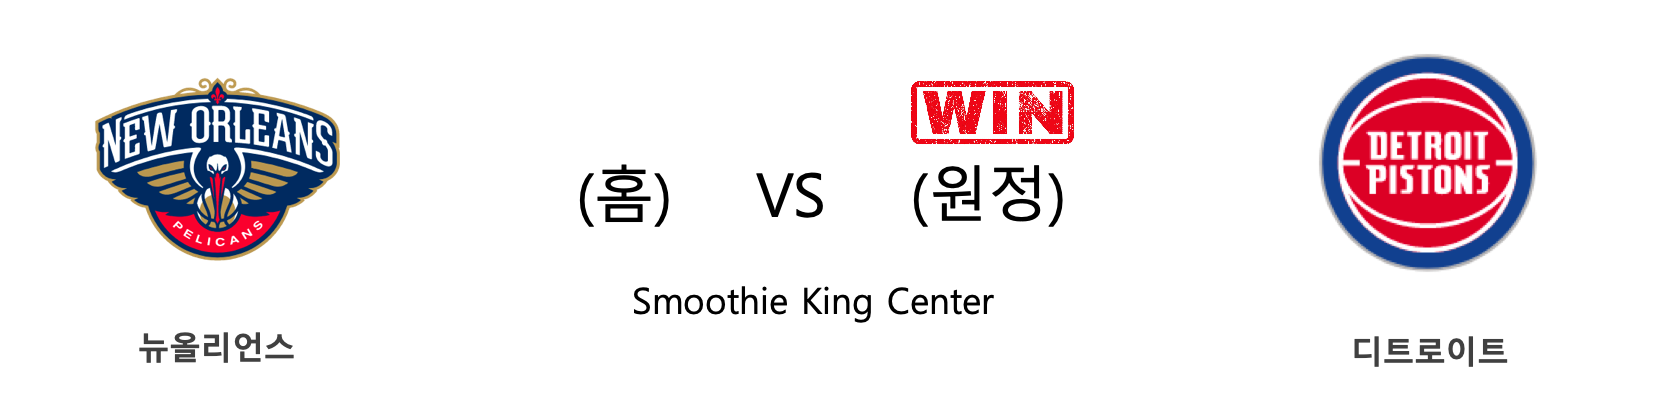 NEW ORLEANS
PELICANS
뉴올리언스
WIN
(홈) VS (원정)
Smoothie King Center
DETROIT
PISTONS
디트로이트